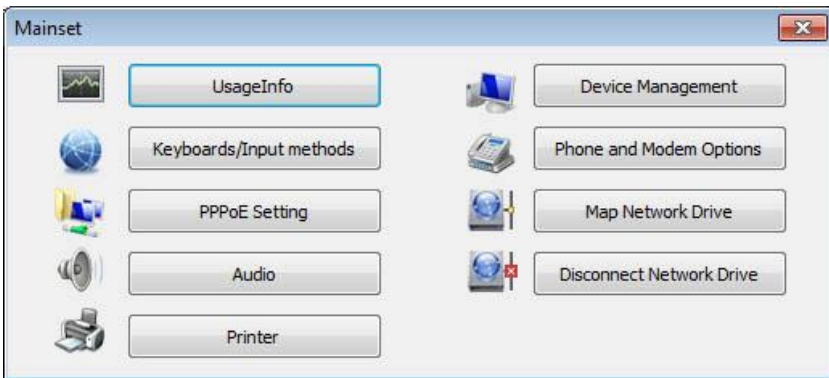 Mainset
UsageInfo
Device Management
Keyboards/Input methods
Phone and Modem Options
PPPoE Setting
Map Network Drive
Audio
Disconnect Network Drive
Printer